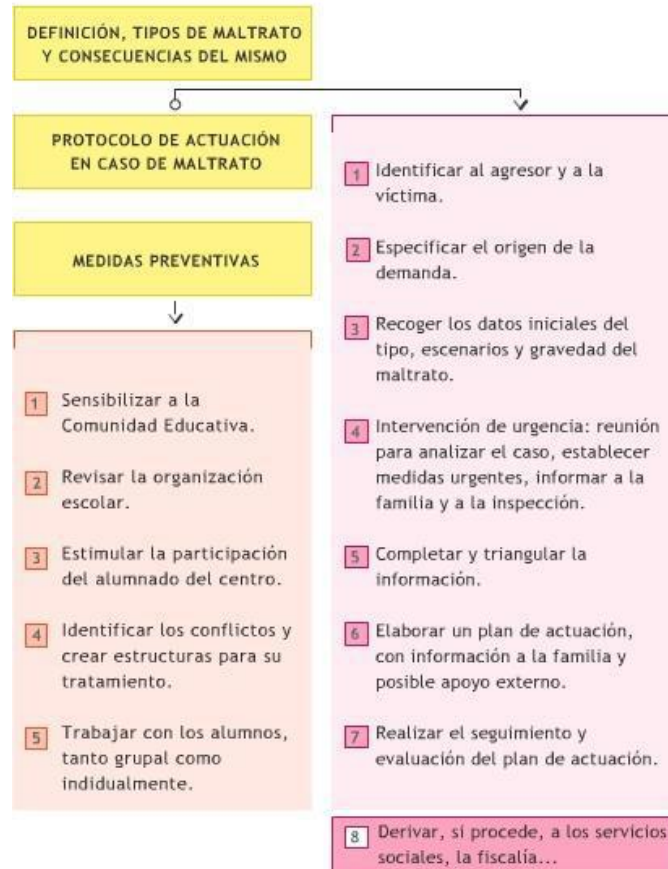 DEFINICIÓN, TIPOS DE MALTRATO
Y CONSECUENCIAS DEL MISMO
PROTOCOLO DE ACTUACIÓN
EN CASO DE MALTRATO
MEDIDAS PREVENTIVAS
1 Sensibilizar a la
Comunidad Educativa.
2 Revisar la organización
escolar.
3 Estimular la participación
del alumnado del centro.
4 Identificar los conflictos y
crear estructuras para su
tratamiento.
5 Trabajar con los alumnos,
tanto grupal como
indidualmente.
1 Identificar al agresor y a la
víctima.
2 Especificar el origen de la
demanda.
3 Recoger los datos iniciales del
tipo, escenarios y gravedad del
maltrato.
4 Intervención de urgencia: reunión
para analizar el caso, establecer
medidas urgentes, informar a la
familia y a la inspección.
5 Completar y triangular la
información.
6 Elaborar un plan de actuación,
con información a la familia y
posible apoyo externo.
7 Realizar el seguimiento y
evaluación del plan de actuación.
8 Derivar, si procede, a los servicios
sociales, la fiscalía...